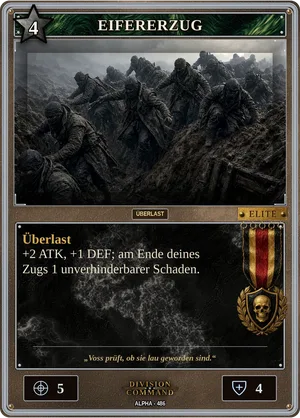 4
EIFERERZUG
ÜBERLAST
ELITE
Überlast
+2 ATK, +1 DEF; am Ende deines
Zugs 1 unverhinderbarer Schaden.
„Voss prüft, ob sie lau geworden sind.“
5
DIVISION
COMMAND
ALPHA - 486
4